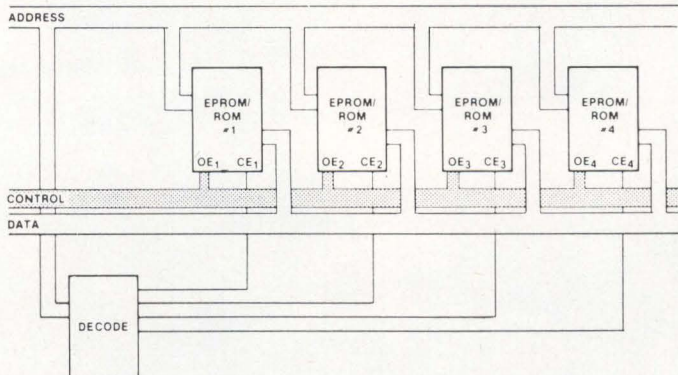 ADDRESS
EPROM/
ROM
#1
OE1 CE1
EPROM/
ROM
#2
OE2 CE2
EPROM/
ROM
#3
OE3 CE3
EPROM/
ROM
#4
OE4 CE4
CONTROL
DATA
DECODE